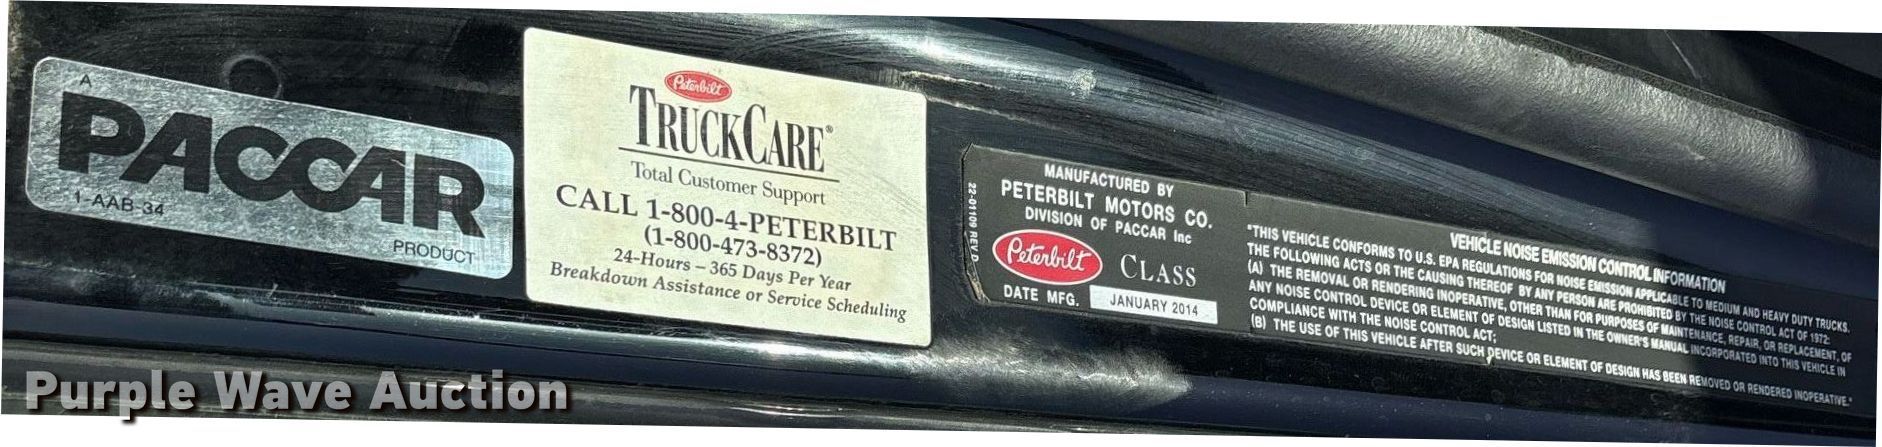 A
PACCAR
1-AAB-34
PRODUCT
Peterbilt
TRUCKCARE®
Total Customer Support
CALL 1-800-4-PETERBILT
(1-800-473-8372)
24-Hours – 365 Days Per Year
Breakdown Assistance or Service Scheduling
22-01109 REV D
MANUFACTURED BY
PETERBILT MOTORS CO.
DIVISION OF PACCAR Inc
Peterbilt CLASS
DATE MFG. JANUARY 2014
VEHICLE NOISE EMISSION CONTROL INFORMATION
"THIS VEHICLE CONFORMS TO U.S. EPA REGULATIONS FOR NOISE EMISSION APPLICABLE TO MEDIUM AND HEAVY DUTY TRUCKS.
THE FOLLOWING ACTS OR THE CAUSING THEREOF BY ANY PERSON ARE PROHIBITED BY THE NOISE CONTROL ACT OF 1972:
(A) THE REMOVAL OR RENDERING INOPERATIVE, OTHER THAN FOR PURPOSES OF MAINTENANCE, REPAIR, OR REPLACEMENT, OF
ANY NOISE CONTROL DEVICE OR ELEMENT OF DESIGN LISTED IN THE OWNER'S MANUAL INCORPORATED INTO THIS VEHICLE IN
COMPLIANCE WITH THE NOISE CONTROL ACT;
(B) THE USE OF THIS VEHICLE AFTER SUCH DEVICE OR ELEMENT OF DESIGN HAS BEEN REMOVED OR RENDERED INOPERATIVE."
Purple Wave Auction